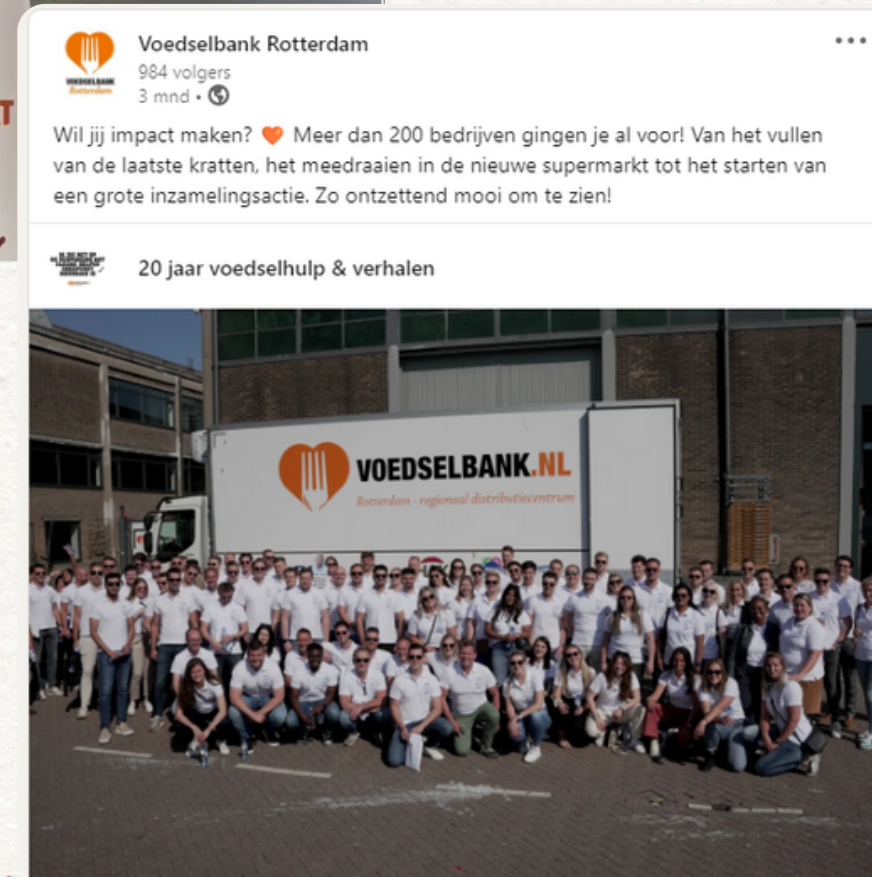 Voedselbank Rotterdam
984 volgers
3 mnd •
VOEDSELBANK
Rotterdam
Wil jij impact maken? 🧡 Meer dan 200 bedrijven gingen je al voor! Van het vullen
van de laatste kratten, het meedraaien in de nieuwe supermarkt tot het starten van
een grote inzamelingsactie. Zo ontzettend mooi om te zien!
20 jaar voedselhulp & verhalen
VOEDSELBANK.NL
Rotterdam - regionaal distributiecentrum